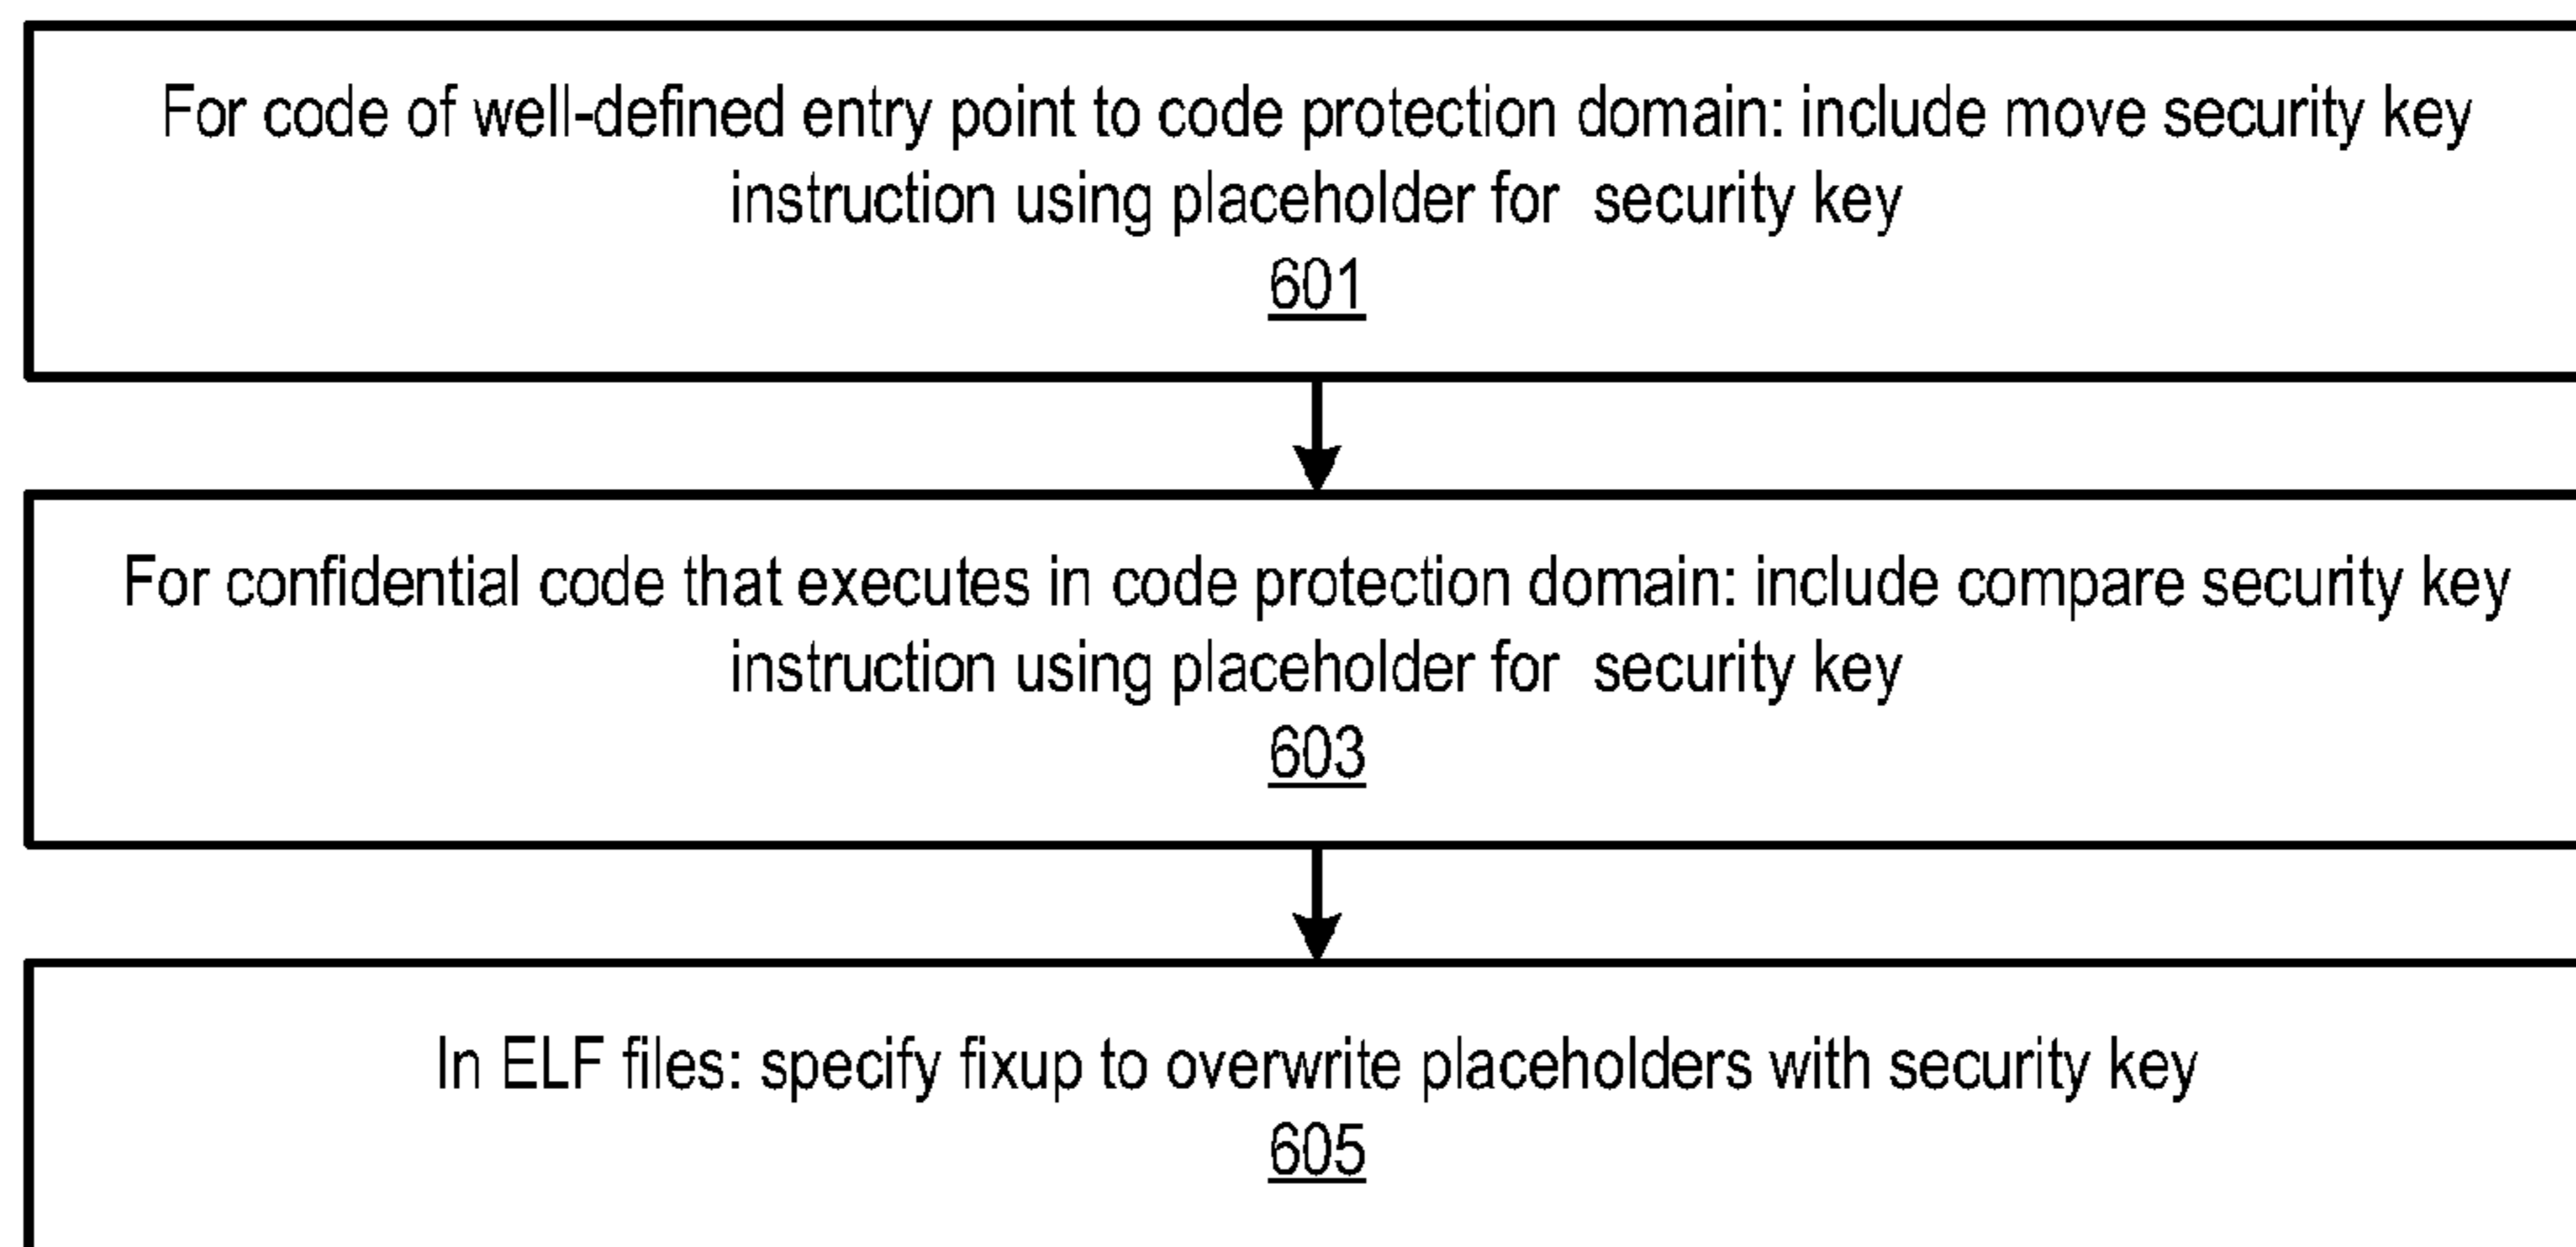 For code of well-defined entry point to code protection domain: include move security key
instruction using placeholder for security key
601
For confidential code that executes in code protection domain: include compare security key
instruction using placeholder for security key
603
In ELF files: specify fixup to overwrite placeholders with security key
605